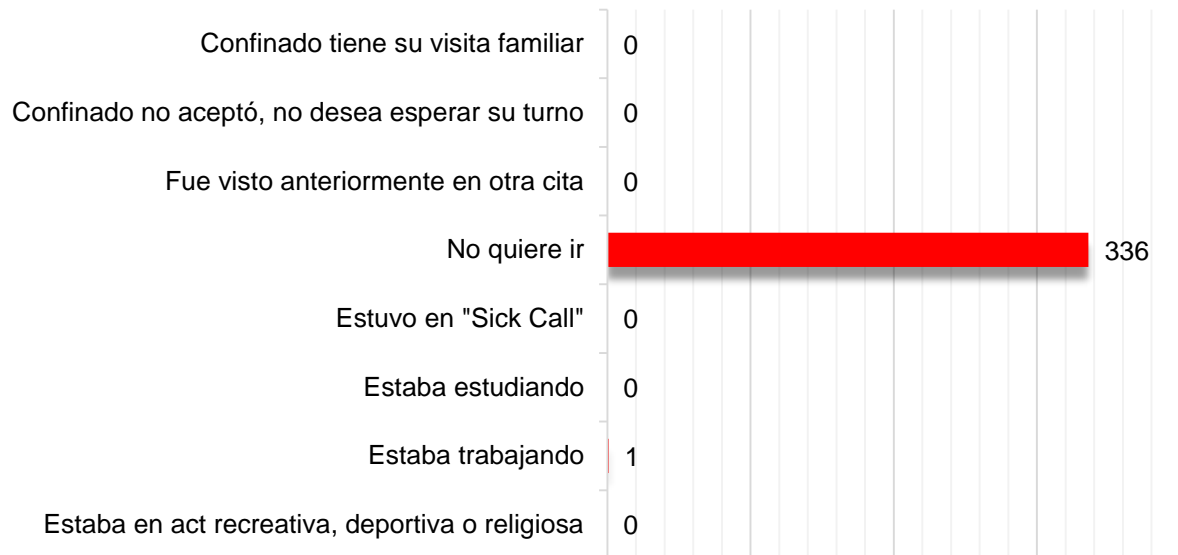 Confinado tiene su visita familiar 0
Confinado no aceptó, no desea esperar su turno 0
Fue visto anteriormente en otra cita 0
No quiere ir 336
Estuvo en "Sick Call" 0
Estaba estudiando 0
Estaba trabajando 1
Estaba en act recreativa, deportiva o religiosa 0